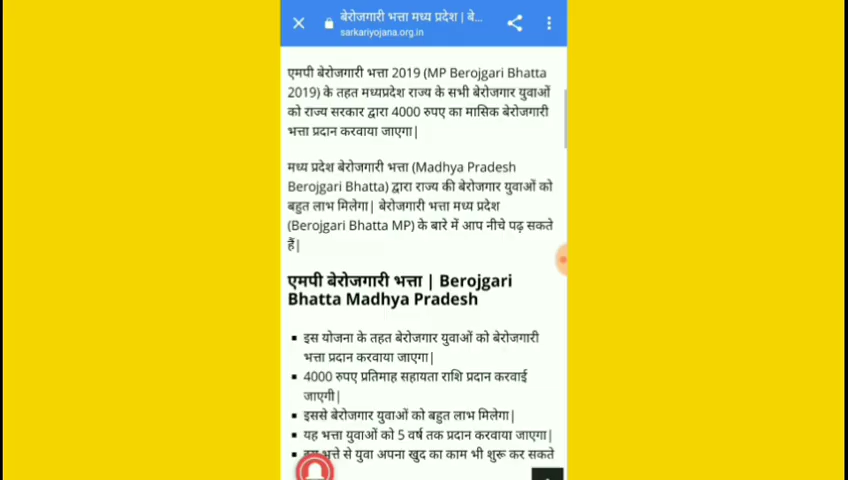 बेरोजगारी भत्ता मध्य प्रदेश | बे...
sarkariyojana.org.in
एमपी बेरोजगारी भत्ता 2019 (MP Berojgari Bhatta
2019) के तहत मध्यप्रदेश राज्य के सभी बेरोजगार युवाओं
को राज्य सरकार द्वारा 4000 रुपए का मासिक बेरोजगारी
भत्ता प्रदान करवाया जाएगा|
मध्य प्रदेश बेरोजगारी भत्ता (Madhya Pradesh
Berojgari Bhatta) द्वारा राज्य की बेरोजगार युवाओं को
बहुत लाभ मिलेगा| बेरोजगारी भत्ता मध्य प्रदेश
(Berojgari Bhatta MP) के बारे में आप नीचे पढ़ सकते
हैं|
एमपी बेरोजगारी भत्ता | Berojgari
Bhatta Madhya Pradesh
इस योजना के तहत बेरोजगार युवाओं को बेरोजगारी
भत्ता प्रदान करवाया जाएगा|
4000 रुपए प्रतिमाह सहायता राशि प्रदान करवाई
जाएगी|
इससे बेरोजगार युवाओं को बहुत लाभ मिलेगा|
यह भत्ता युवाओं को 5 वर्ष तक प्रदान करवाया जाएगा|
भत्ते से युवा अपना खुद का काम भी शुरू कर सकते